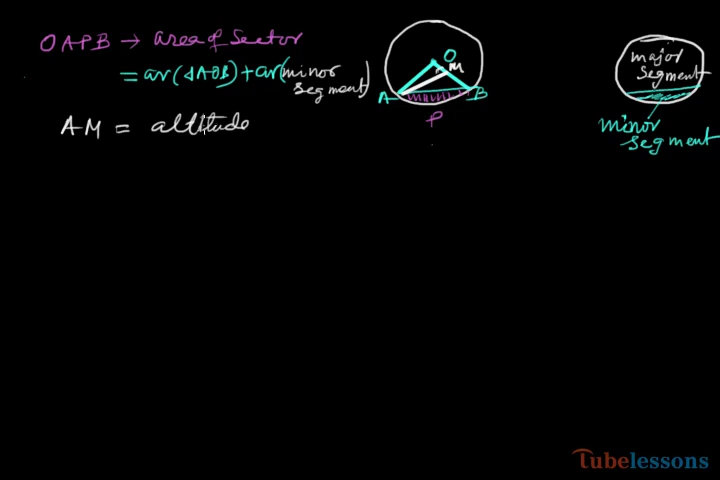 OAPB → area of Sector
= ar(ΔAOB) + ar(minor segment)
AM = altitude
O
M
A
B
P
major segment
minor segment
Tubelessons